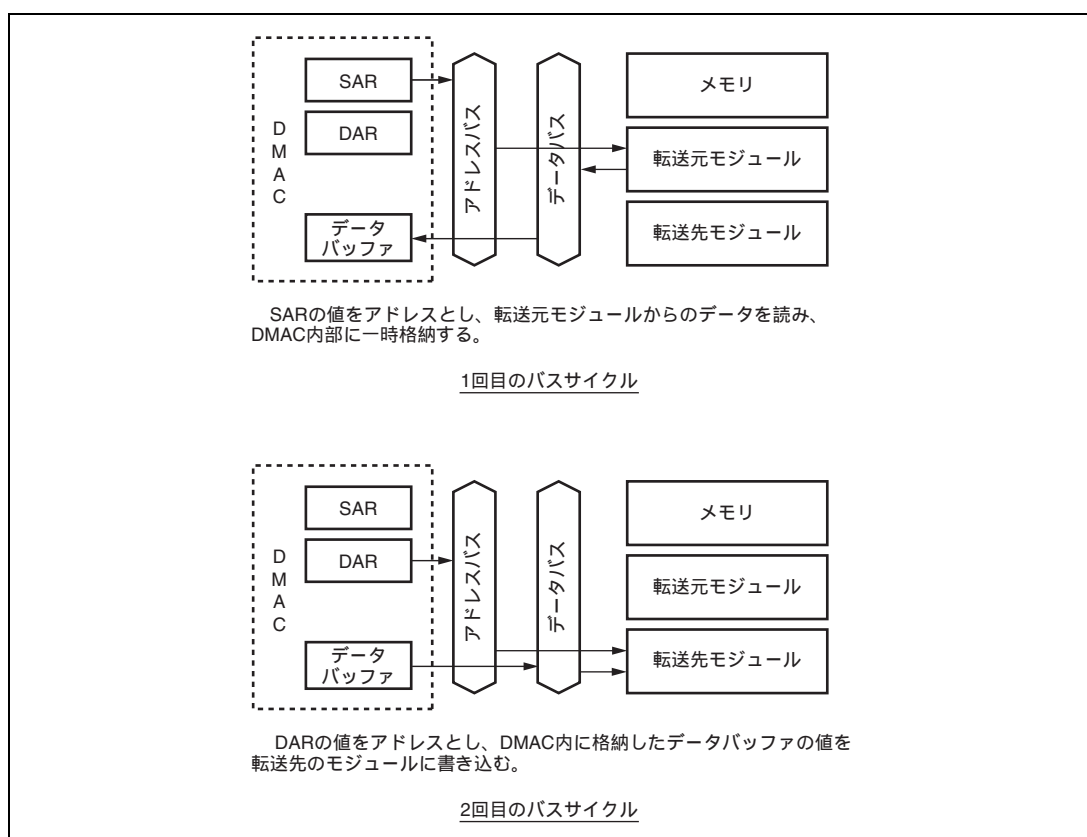 SAR
DAR
DMAC
データ
バッファ
アドレスバス
データバス
メモリ
転送元モジュール
転送先モジュール
SARの値をアドレスとし、転送元モジュールからのデータを読み、
DMAC内部に一時格納する。
1回目のバスサイクル
SAR
DAR
DMAC
データ
バッファ
アドレスバス
データバス
メモリ
転送元モジュール
転送先モジュール
DARの値をアドレスとし、DMAC内に格納したデータバッファの値を
転送先のモジュールに書き込む。
2回目のバスサイクル